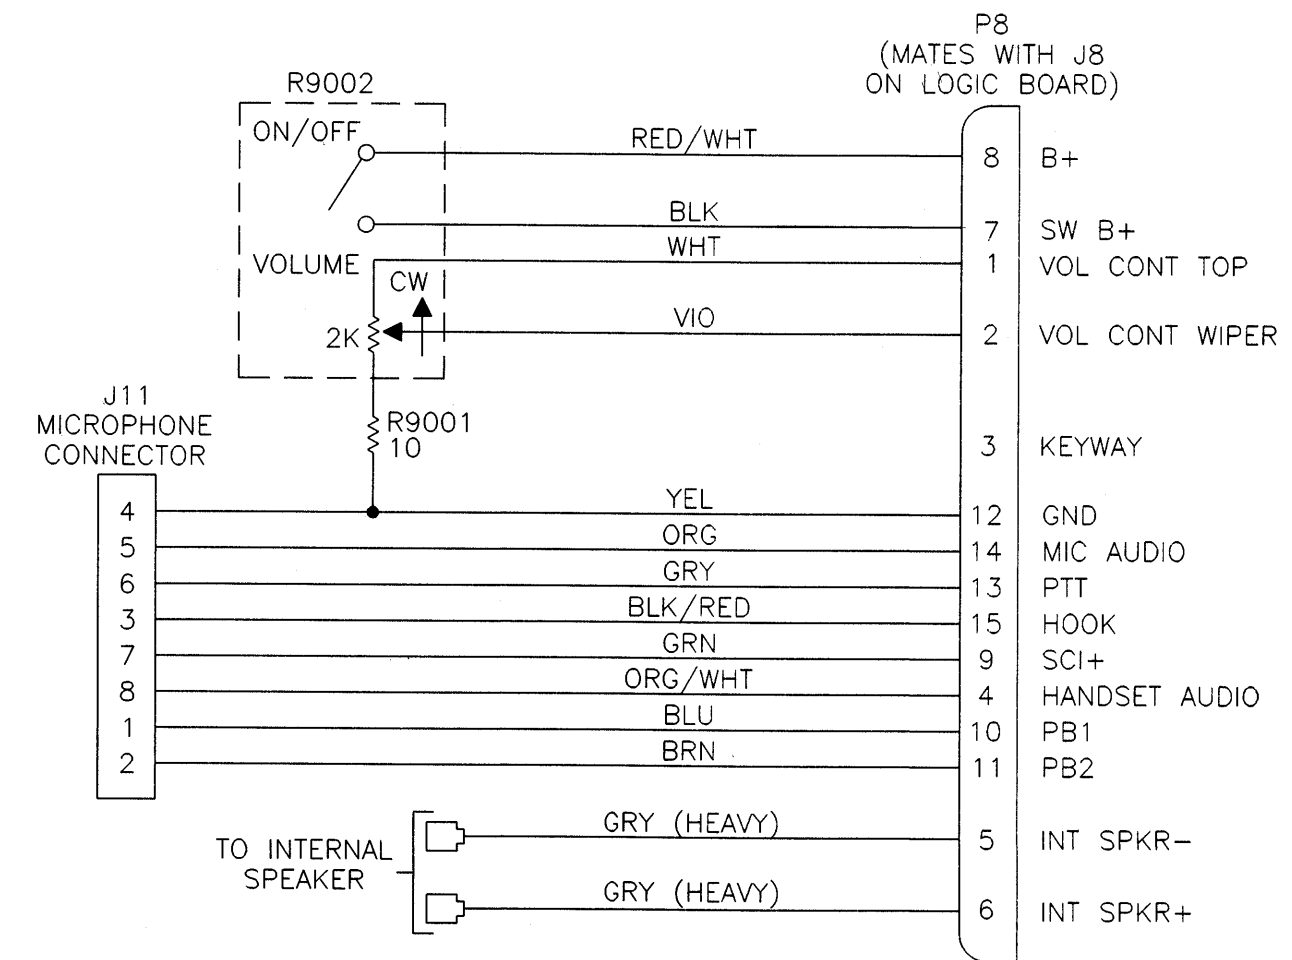 P8
(MATES WITH J8
ON LOGIC BOARD)
R9002
ON/OFF
RED/WHT
8 B+
BLK
7 SW B+
WHT
1 VOL CONT TOP
VOLUME
CW
VIO
2K
2 VOL CONT WIPER
J11
MICROPHONE
CONNECTOR
R9001
10
3 KEYWAY
4 YEL 12 GND
5 ORG 14 MIC AUDIO
6 GRY 13 PTT
3 BLK/RED 15 HOOK
7 GRN 9 SCI+
8 ORG/WHT 4 HANDSET AUDIO
1 BLU 10 PB1
2 BRN 11 PB2
TO INTERNAL
SPEAKER
GRY (HEAVY) 5 INT SPKR-
GRY (HEAVY) 6 INT SPKR+